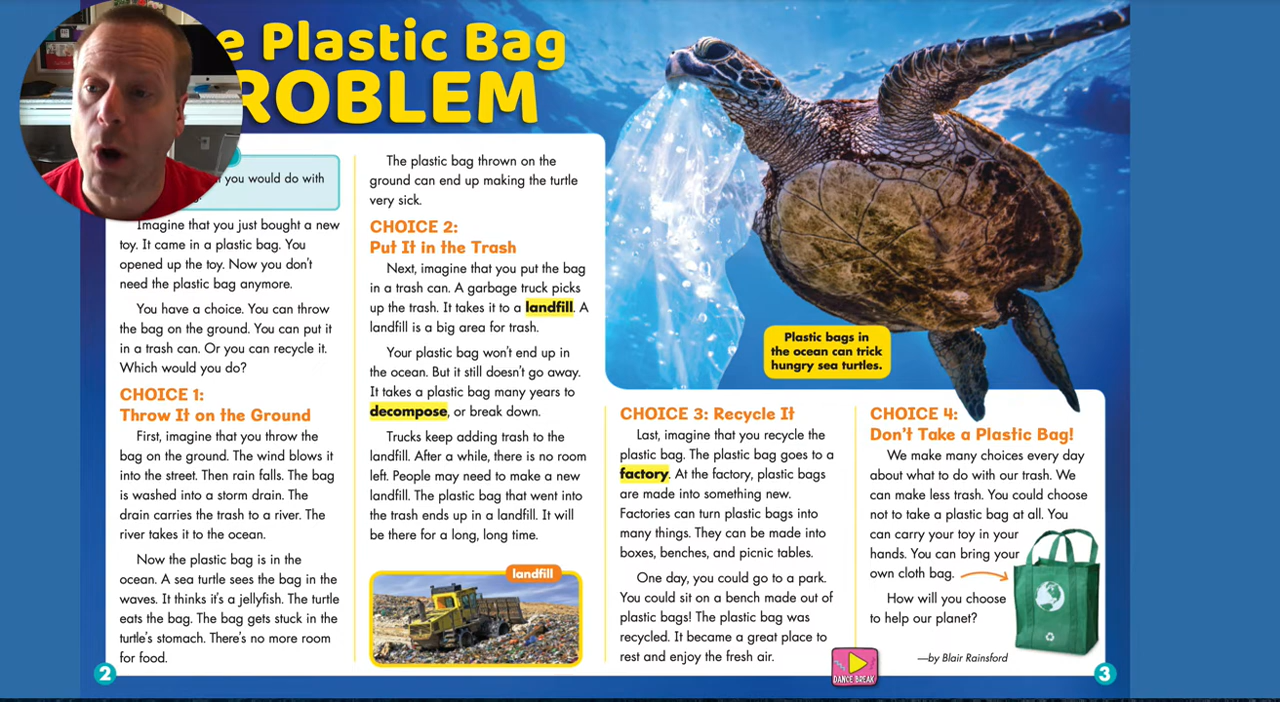 e Plastic Bag
ROBLEM
you would do with
Imagine that you just bought a new
toy. It came in a plastic bag. You
opened up the toy. Now you don't
need the plastic bag anymore.
You have a choice. You can throw
the bag on the ground. You can put it
in a trash can. Or you can recycle it.
Which would you do?
CHOICE 1:
Throw It on the Ground
First, imagine that you throw the
bag on the ground. The wind blows it
into the street. Then rain falls. The bag
is washed into a storm drain. The
drain carries the trash to a river. The
river takes it to the ocean.
Now the plastic bag is in the
ocean. A sea turtle sees the bag in the
waves. It thinks it's a jellyfish. The turtle
eats the bag. The bag gets stuck in the
turtle's stomach. There's no more room
for food.
2
The plastic bag thrown on the
ground can end up making the turtle
very sick.
CHOICE 2:
Put It in the Trash
Next, imagine that you put the bag
in a trash can. A garbage truck picks
up the trash. It takes it to a landfill. A
landfill is a big area for trash.
Your plastic bag won't end up in
the ocean. But it still doesn't go away.
It takes a plastic bag many years to
decompose, or break down.
Trucks keep adding trash to the
landfill. After a while, there is no room
left. People may need to make a new
landfill. The plastic bag that went into
the trash ends up in a landfill. It will
be there for a long, long time.
landfill
Plastic bags in
the ocean can trick
hungry sea turtles.
CHOICE 3: Recycle It
Last, imagine that you recycle the
plastic bag. The plastic bag goes to a
factory. At the factory, plastic bags
are made into something new.
Factories can turn plastic bags into
many things. They can be made into
boxes, benches, and picnic tables.
One day, you could go to a park.
You could sit on a bench made out of
plastic bags! The plastic bag was
recycled. It became a great place to
rest and enjoy the fresh air.
DANCE BREAK
CHOICE 4:
Don't Take a Plastic Bag!
We make many choices every day
about what to do with our trash. We
can make less trash. You could choose
not to take a plastic bag at all. You
can carry your toy in your
hands. You can bring your
own cloth bag.
How will you choose
to help our planet?
—by Blair Rainsford
3